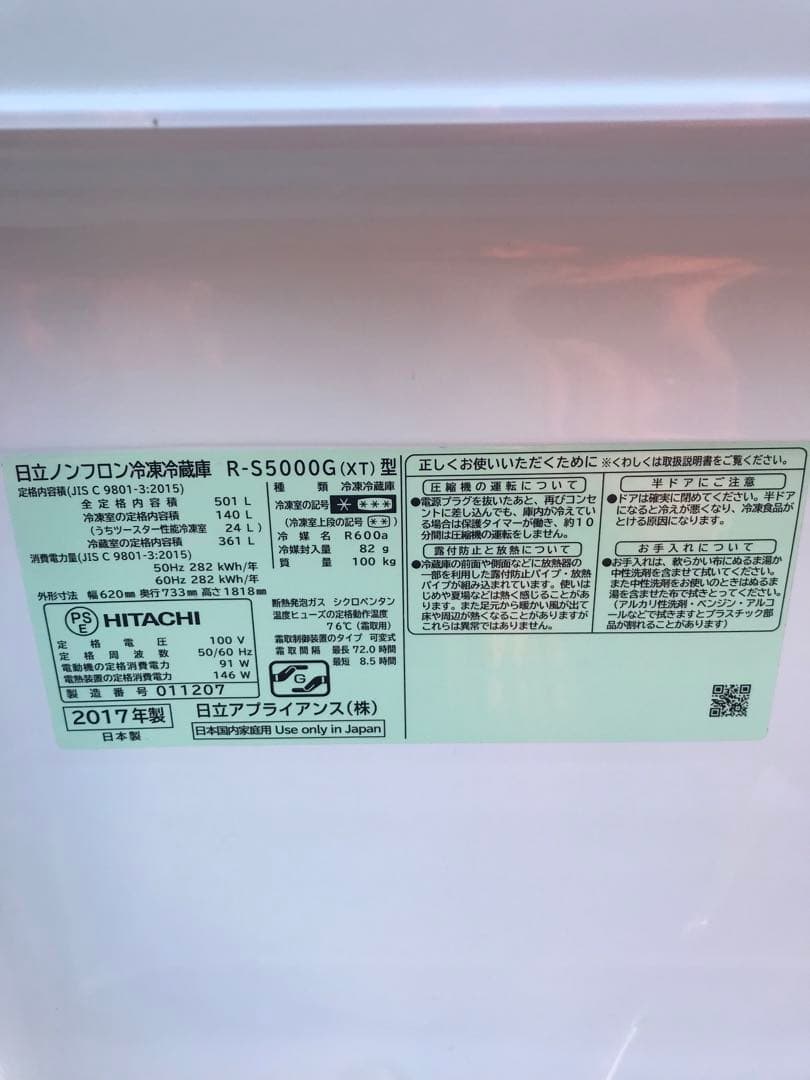 日立ノンフロン冷凍冷蔵庫 R-S5000G(XT)型
定格内容積(JIS C 9801-3:2015)
全定格内容積 501 L
冷凍室の定格内容積 140 L
(うちツースター性能冷凍室 24 L)
冷蔵室の定格内容積 361 L
消費電力量(JIS C 9801-3:2015)
50Hz 282 kWh/年
60Hz 282 kWh/年
外形寸法 幅620㎜ 奥行733㎜ 高さ1818㎜
種類 冷凍冷蔵庫
冷凍室の記号 * ***
(冷凍室上段の記号 **)
冷媒名 R600a
冷媒封入量 82 g
質量 100 kg
PS
E
HITACHI
定格電圧 100 V
定格周波数 50/60 Hz
電動機の定格消費電力 91 W
電熱装置の定格消費電力 146 W
製造番号 011207
2017年製
日本製
断熱発泡ガス シクロペンタン
温度ヒューズの定格動作温度
76℃(霜取用)
霜取制御装置のタイプ 可変式
霜取間隔 最長 72.0 時間
最短 8.5 時間
G
日立アプライアンス(株)
日本国内家庭用 Use only in Japan
正しくお使いいただくために ※くわしくは取扱説明書をご覧ください。
圧縮機の運転について
●電源プラグを抜いたあと、再びコンセ
ントに差し込んでも、庫内が冷えてい
る場合は保護タイマーが働き、約10
分間は圧縮機の運転をしません。
露付防止と放熱について
●冷蔵庫の前面や側面などに放熱器の
一部を利用した露付防止パイプ・放熱
パイプが組み込まれています。使いは
じめや夏場などは熱く感じることがあ
ります。また足元から暖かい風が出て
床や周辺が熱くなることがありますが
これらは異常ではありません。
半ドアにご注意
●ドアは確実に閉めてください。半ドア
になると冷えが悪くなり、冷凍食品が
とける原因になります。
お手入れについて
●お手入れは、軟らかい布にぬるま湯か
中性洗剤を含ませて拭いてください。
また中性洗剤をお使いのときはぬるま
湯を含ませた布で拭きとってください。
(アルカリ性洗剤・ベンジン・アルコ
ールなどで拭きますとプラスチック部
品が割れることがあります)